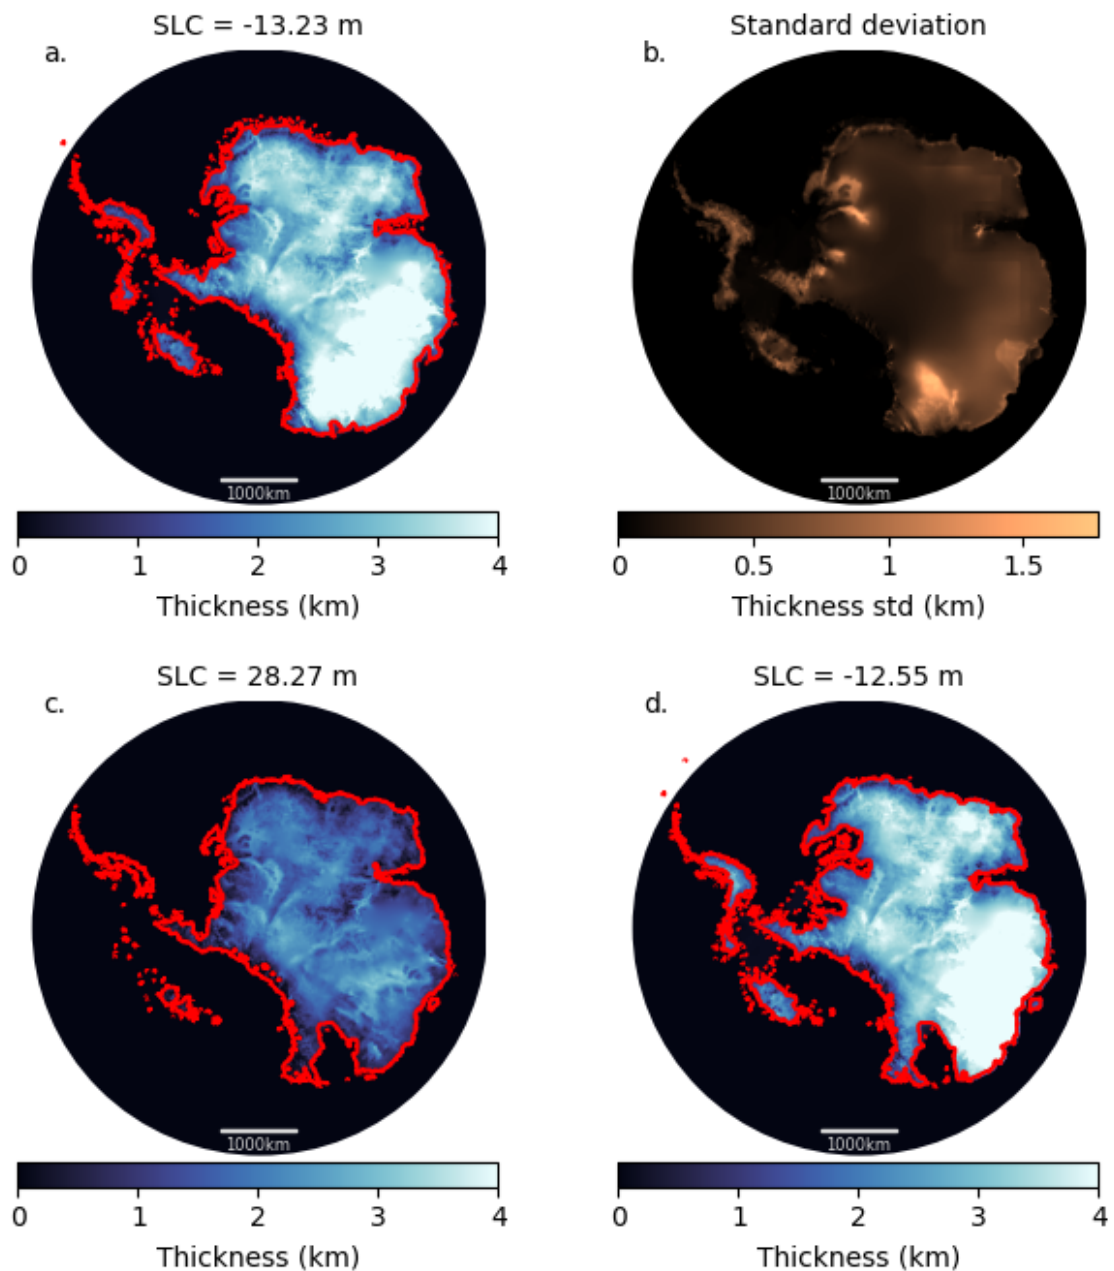 SLC = -13.23 m
Standard deviation
a.
b.
1000km
1000km
0 1 2 3 4
0 0.5 1 1.5
Thickness (km)
Thickness std (km)
SLC = 28.27 m
SLC = -12.55 m
c.
d.
1000km
1000km
0 1 2 3 4
0 1 2 3 4
Thickness (km)
Thickness (km)